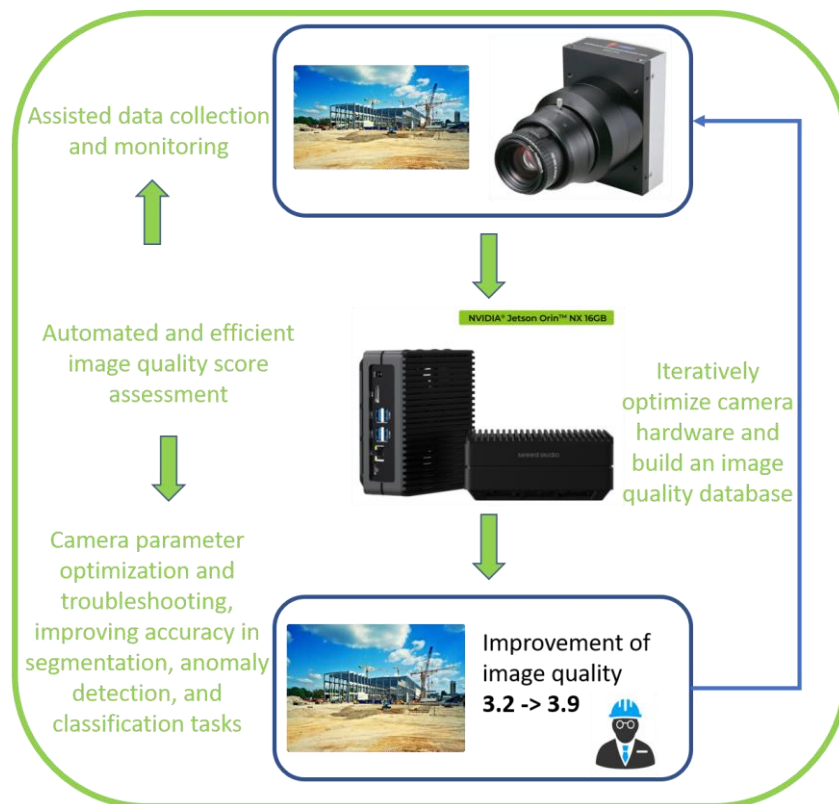 Assisted data collection
and monitoring
NVIDIA® Jetson Orin™ NX 16GB
Automated and efficient
image quality score
assessment
seeed studio
Iteratively
optimize camera
hardware and
build an image
quality database
Camera parameter
optimization and
troubleshooting,
improving accuracy in
segmentation, anomaly
detection, and
classification tasks
Improvement of
image quality
3.2 -> 3.9